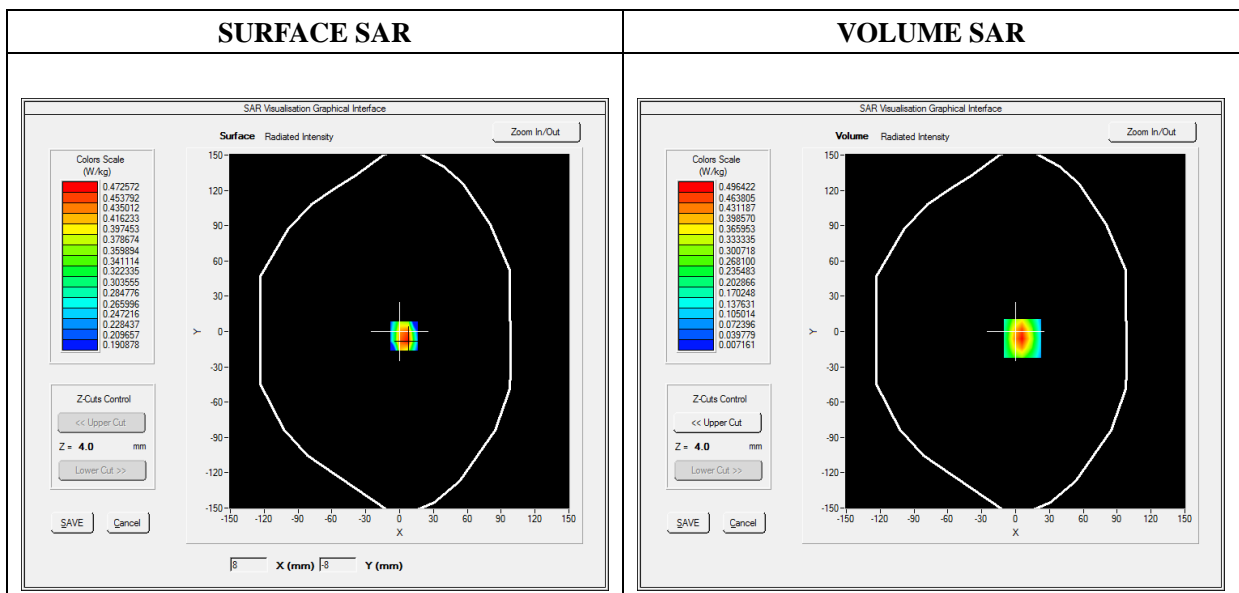 SURFACE SAR
VOLUME SAR
SAR Visualisation Graphical Interface
Surface Radiated Intensity
Zoom In/Out
Colors Scale
(W/kg)
0.472572
0.453792
0.435012
0.416233
0.397453
0.378674
0.359894
0.341114
0.322335
0.303555
0.284776
0.265996
0.247216
0.228437
0.209657
0.190878
Z-Cuts Control
<< Upper Cut
Z = 4.0 mm
Lower Cut >>
SAVE Cancel
150
120
90
60
30
0
-30
-60
-90
-120
-150
Y
-150 -120 -90 -60 -30 0 30 60 90 120 150
X
8 X (mm) -8 Y (mm)
SAR Visualisation Graphical Interface
Volume Radiated Intensity
Zoom In/Out
Colors Scale
(W/kg)
0.496422
0.463805
0.431187
0.398570
0.365953
0.333335
0.300718
0.268100
0.235483
0.202866
0.170248
0.137631
0.105014
0.072396
0.039779
0.007161
Z-Cuts Control
<< Upper Cut
Z = 4.0 mm
Lower Cut >>
SAVE Cancel
150
120
90
60
30
0
-30
-60
-90
-120
-150
Y
-150 -120 -90 -60 -30 0 30 60 90 120 150
X